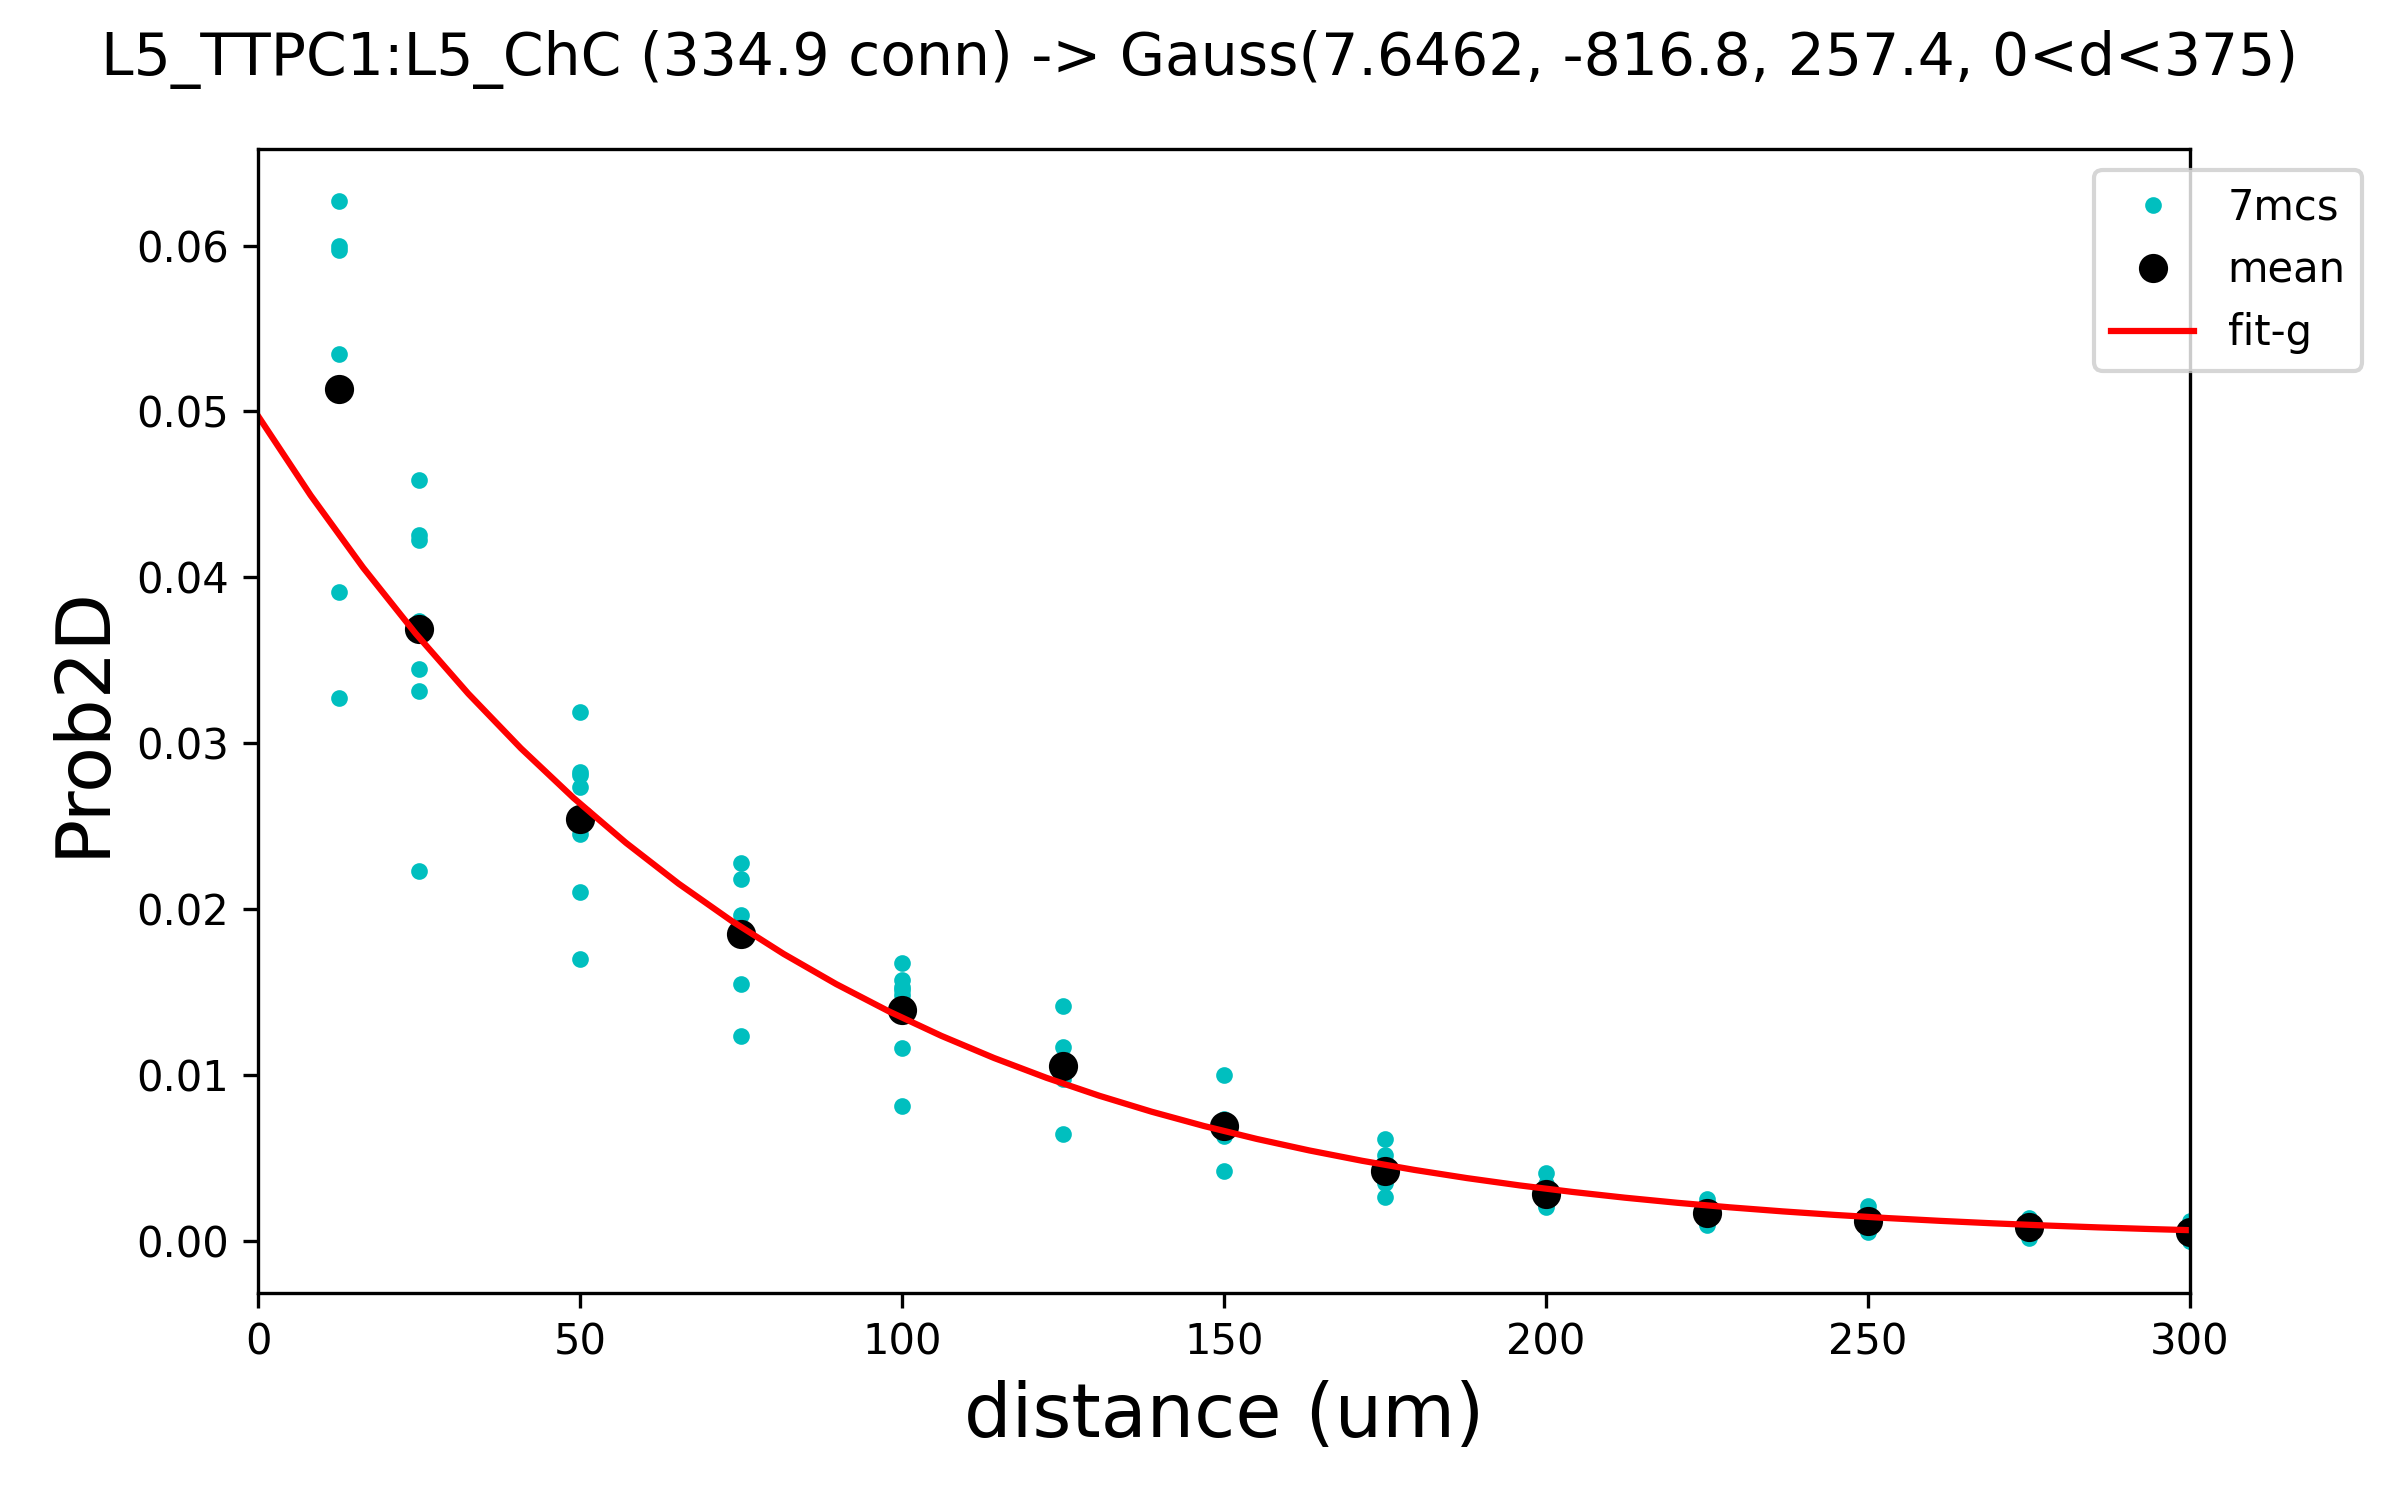 L5_TTPC1:L5_ChC (334.9 conn) -> Gauss(7.6462, -816.8, 257.4, 0<d<375)
7mcs
mean
fit-g
0.06
0.05
0.04
0.03
0.02
0.01
0.00
Prob2D
0 50 100 150 200 250 300
distance (um)